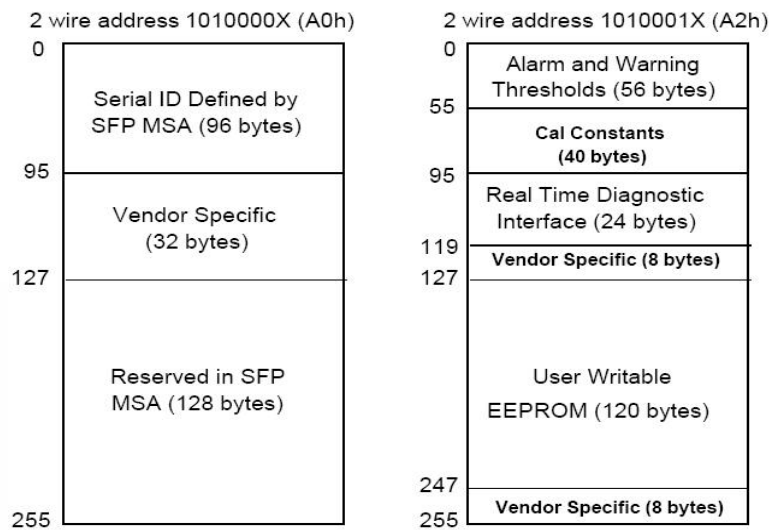 2 wire address 1010000X (A0h)
0
Serial ID Defined by
SFP MSA (96 bytes)
95
Vendor Specific
(32 bytes)
127
Reserved in SFP
MSA (128 bytes)
255
2 wire address 1010001X (A2h)
0
Alarm and Warning
Thresholds (56 bytes)
55
Cal Constants
(40 bytes)
95
Real Time Diagnostic
Interface (24 bytes)
119
Vendor Specific (8 bytes)
127
User Writable
EEPROM (120 bytes)
247
Vendor Specific (8 bytes)
255